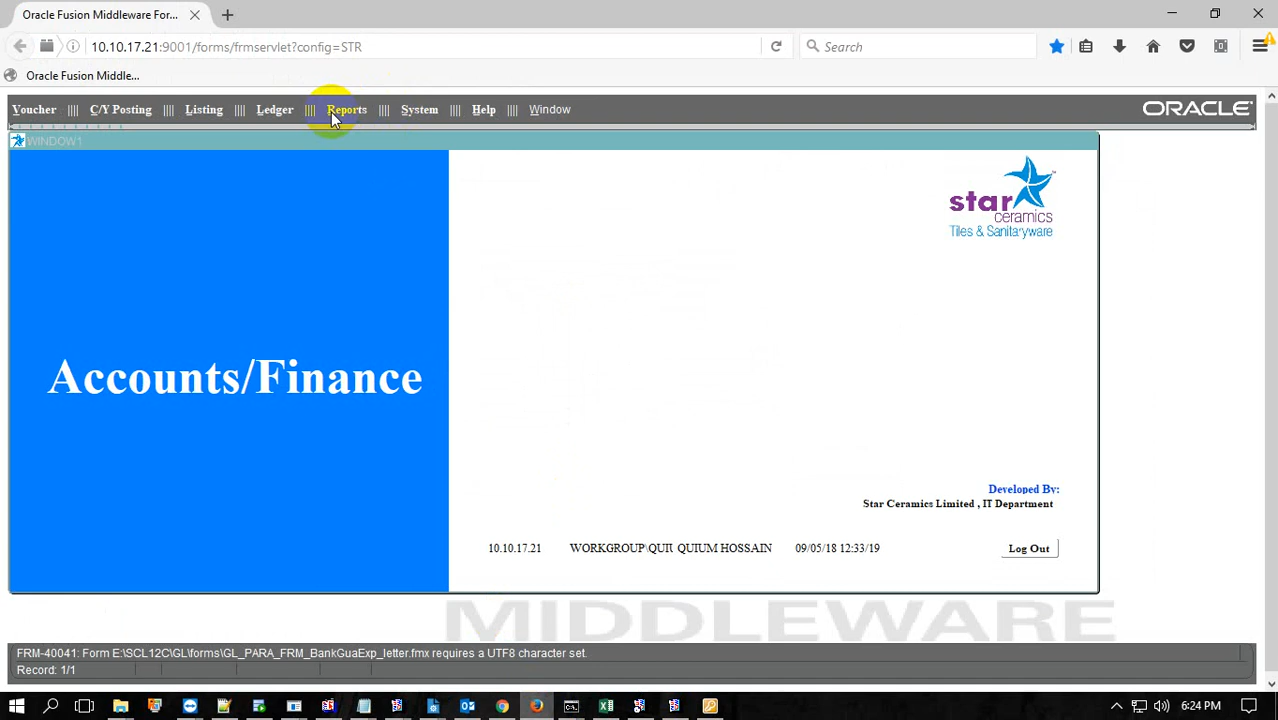 Oracle Fusion Middleware For...
10.10.17.21:9001/forms/frmservlet?config=STR
Search
Oracle Fusion Middle...
Voucher |||| C/Y Posting |||| Listing |||| Ledger |||| Reports |||| System |||| Help |||| Window
ORACLE
WINDOW1
star
ceramics
Tiles & Sanitaryware
Accounts/Finance
Developed By:
Star Ceramics Limited , IT Department
10.10.17.21 WORKGROUP\QUI QUIUM HOSSAIN 09/05/18 12:33/19
Log Out
MIDDLEWARE
FRM-40041: Form E:\SCL12C\GL\forms\GL_PARA_FRM_BankGuaExp_letter.fmx requires a UTF8 character set.
Record: 1/1
6:24 PM